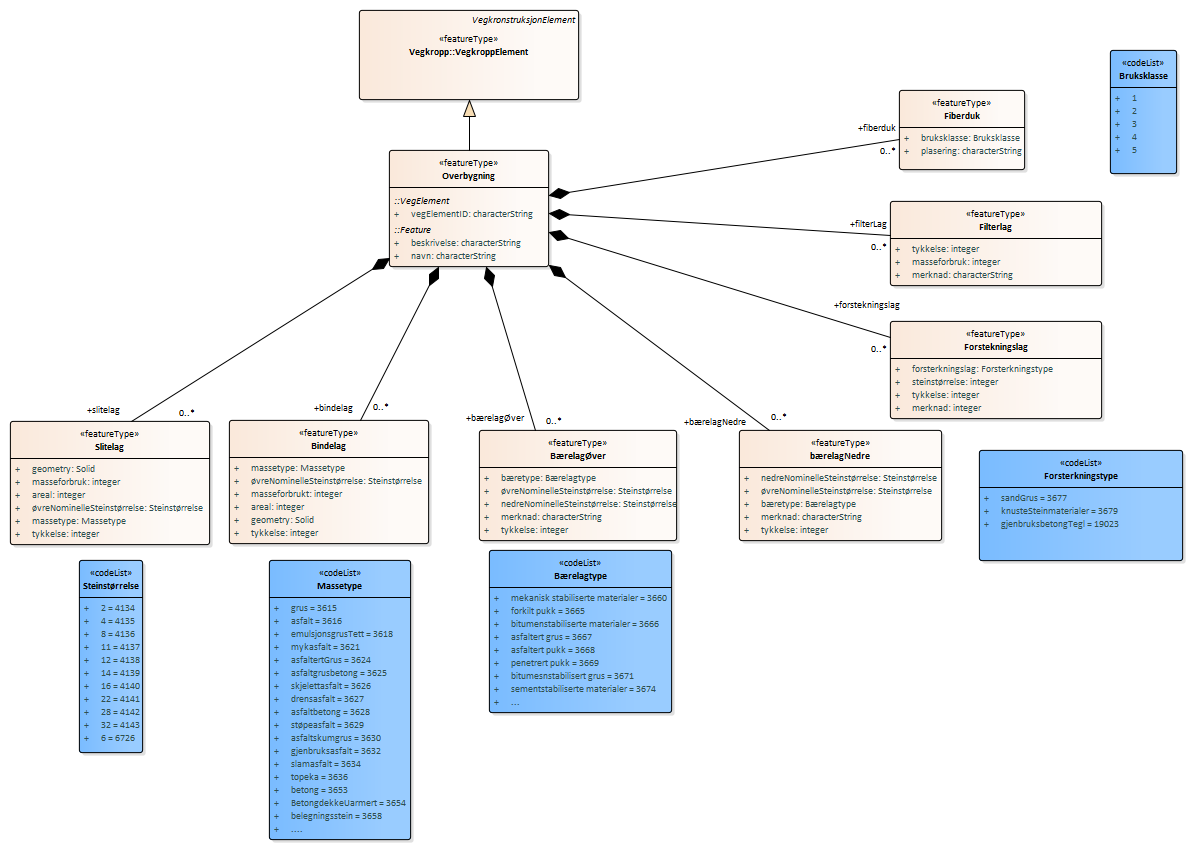 VegkronstruksjonElement
«featureType»
Vegkropp::VegkroppElement
«featureType»
Overbygning
::VegElement
+ vegElementID: characterString
::Feature
+ beskrivelse: characterString
+ navn: characterString
+fiberduk
0..*
«featureType»
Fiberduk
+ bruksklasse: Bruksklasse
+ plasering: characterString
«codeList»
Bruksklasse
+ 1
+ 2
+ 3
+ 4
+ 5
+filterLag
0..*
«featureType»
Filterlag
+ tykkelse: integer
+ masseforbruk: integer
+ merknad: characterString
+forstekningslag
0..*
«featureType»
Forstekningslag
+ forsterkningslag: Forsterkningstype
+ steinstørrelse: integer
+ tykkelse: integer
+ merknad: integer
+slitelag
0..*
«featureType»
Slitelag
+ geometry: Solid
+ masseforbruk: integer
+ areal: integer
+ øvreNominelleSteinstørrelse: Steinstørrelse
+ massetype: Massetype
+ tykkelse: integer
+bindelag
0..*
«featureType»
Bindelag
+ massetype: Massetype
+ øvreNominelleSteinstørrelse: Steinstørrelse
+ masseforbrukt: integer
+ areal: integer
+ geometry: Solid
+ tykkelse: integer
+bærelagØver
0..*
«featureType»
BærelagØver
+ bæretype: Bærelagtype
+ øvreNominelleSteinstørrelse: Steinstørrelse
+ nedreNominelleSteinstørrelse: Steinstørrelse
+ merknad: characterString
+ tykkelse: integer
+bærelagNedre
0..*
«featureType»
bærelagNedre
+ nedreNominelleSteinstørrelse: Steinstørrelse
+ øvreNominelleSteinstørrelse: Steinstørrelse
+ bæretype: Bærelagtype
+ merknad: characterString
+ tykkelse: integer
«codeList»
Forsterkningstype
+ sandGrus = 3677
+ knusteSteinmaterialer = 3679
+ gjenbruksbetongTegl = 19023
«codeList»
Steinstørrelse
+ 2 = 4134
+ 4 = 4135
+ 8 = 4136
+ 11 = 4137
+ 12 = 4138
+ 14 = 4139
+ 16 = 4140
+ 22 = 4141
+ 28 = 4142
+ 32 = 4143
+ 6 = 6726
«codeList»
Massetype
+ grus = 3615
+ asfalt = 3616
+ emulsjonsgrusTett = 3618
+ mykasfalt = 3621
+ asfaltertGrus = 3624
+ asfaltgrusbetong = 3625
+ skjelettasfalt = 3626
+ drensasfalt = 3627
+ asfaltbetong = 3628
+ støpeasfalt = 3629
+ asfaltskumgrus = 3630
+ gjenbruksasfalt = 3632
+ slamasfalt = 3634
+ topeka = 3636
+ betong = 3653
+ BetongdekkeUarmert = 3654
+ belegningsstein = 3658
+ ....
«codeList»
Bærelagtype
+ mekanisk stabiliserte materialer = 3660
+ forkilt pukk = 3665
+ bitumenstabiliserte materialer = 3666
+ asfaltert grus = 3667
+ asfaltert pukk = 3668
+ penetrert pukk = 3669
+ bitumesnstabilisert grus = 3671
+ sementstabiliserte materialer = 3674
+ ...